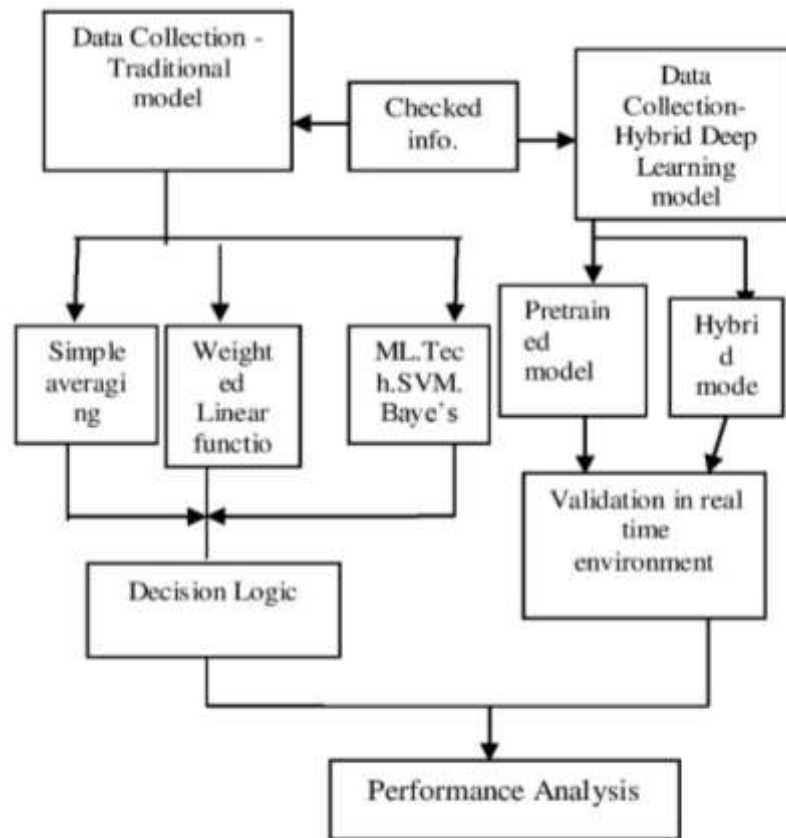 Data Collection -
Traditional
model
Checked
info.
Data
Collection-
Hybrid Deep
Learning
model
Simple
averagi
ng
Weight
ed
Linear
functio
ML.Tec
h.SVM.
Baye's
Pretrain
ed
model
Hybri
d
mode
Validation in real
time
environment
Decision Logic
Performance Analysis